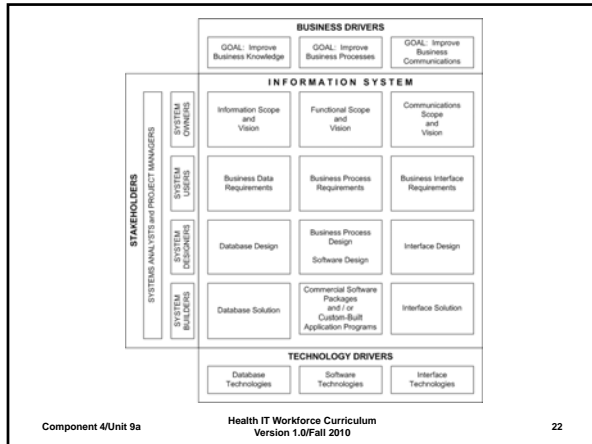 BUSINESS DRIVERS
GOAL: Improve
Business Knowledge
GOAL: Improve
Business Processes
GOAL: Improve
Business
Communications
INFORMATION SYSTEM
STAKEHOLDERS
SYSTEMS ANALYSTS and PROJECT MANAGERS
SYSTEM
OWNERS
Information Scope
and
Vision
Functional Scope
and
Vision
Communications
Scope
and
Vision
SYSTEM
USERS
Business Data
Requirements
Business Process
Requirements
Business Interface
Requirements
SYSTEM
DESIGNERS
Database Design
Business Process
Design
Software Design
Interface Design
SYSTEM
BUILDERS
Database Solution
Commercial Software
Packages
and / or
Custom-Built
Application Programs
Interface Solution
TECHNOLOGY DRIVERS
Database
Technologies
Software
Technologies
Interface
Technologies
Component 4/Unit 9a
Health IT Workforce Curriculum
Version 1.0/Fall 2010
22